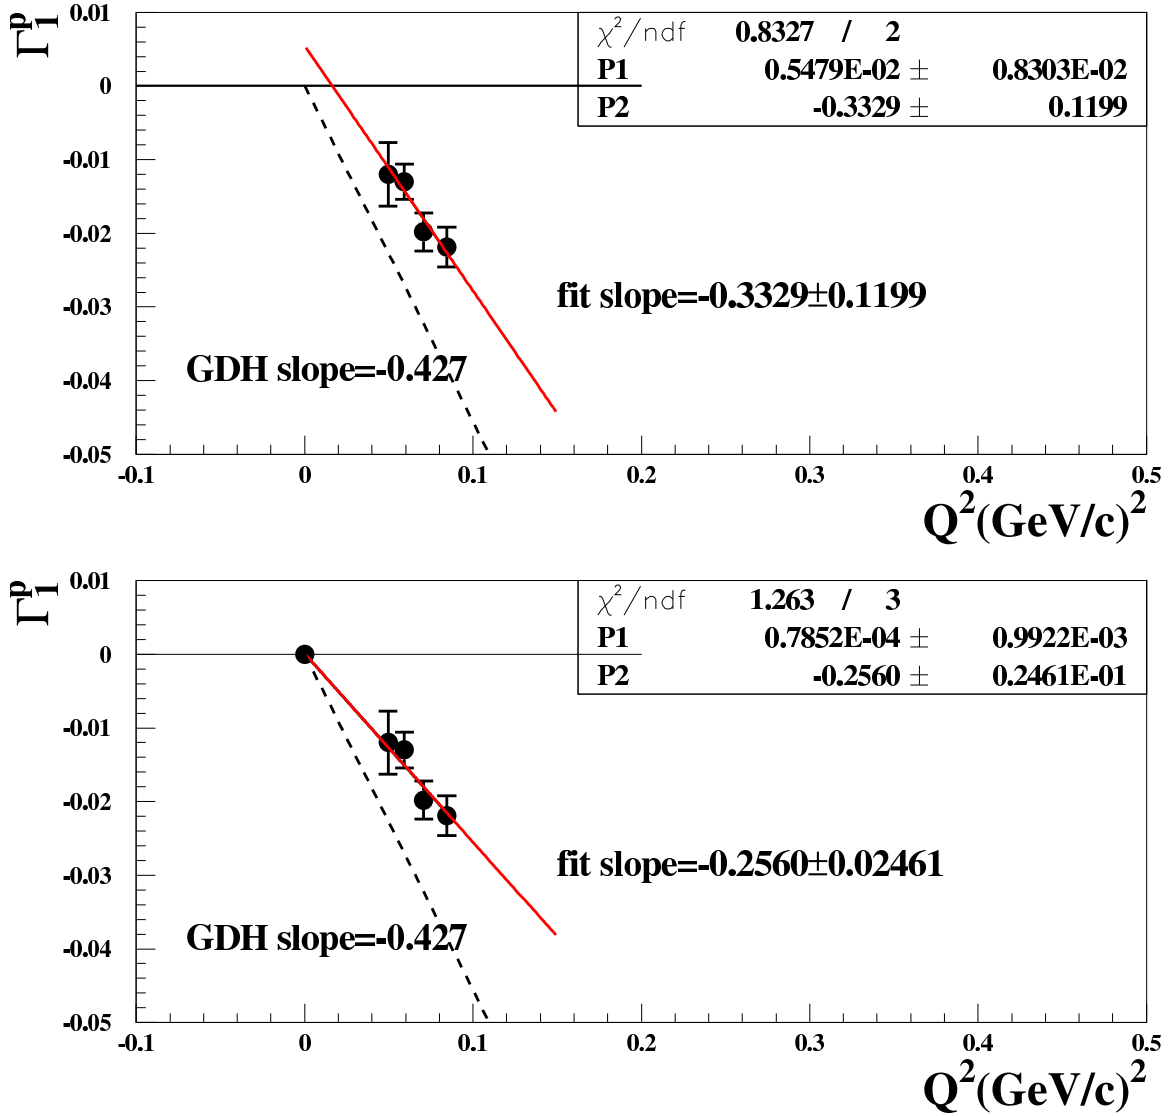 Γ₁ᵖ
0.01
χ²/ndf 0.8327 / 2
P1 0.5479E-02 ± 0.8303E-02
P2 -0.3329 ± 0.1199
0
-0.01
-0.02
-0.03
-0.04
-0.05
fit slope=-0.3329±0.1199
GDH slope=-0.427
-0.1 0 0.1 0.2 0.3 0.4 0.5
Q²(GeV/c)²
Γ₁ᵖ
0.01
χ²/ndf 1.263 / 3
P1 0.7852E-04 ± 0.9922E-03
P2 -0.2560 ± 0.2461E-01
0
-0.01
-0.02
-0.03
-0.04
-0.05
fit slope=-0.2560±0.02461
GDH slope=-0.427
-0.1 0 0.1 0.2 0.3 0.4 0.5
Q²(GeV/c)²